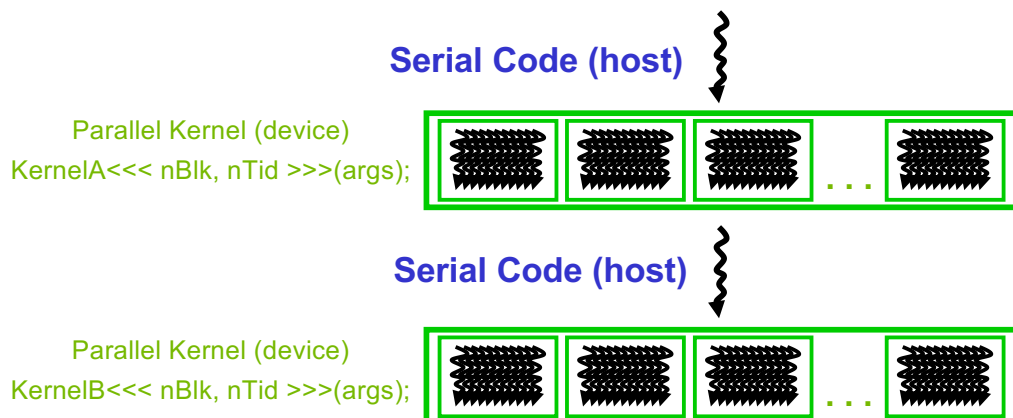 Serial Code (host)
Parallel Kernel (device)
KernelA<<< nBlk, nTid >>>(args);
. . .
Serial Code (host)
Parallel Kernel (device)
KernelB<<< nBlk, nTid >>>(args);
. . .